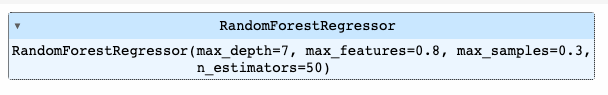 RandomForestRegressor
RandomForestRegressor(max_depth=7, max_features=0.8, max_samples=0.3,
n_estimators=50)